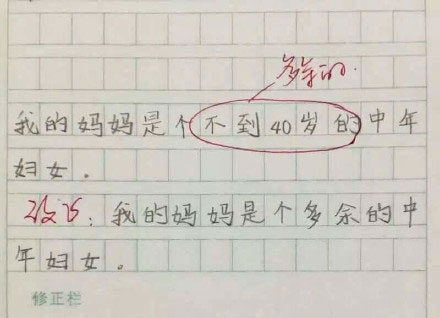 多余的.
我的妈妈是个不到40岁的中年
妇女。
改正：我的妈妈是个多余的中
年妇女。
修正栏